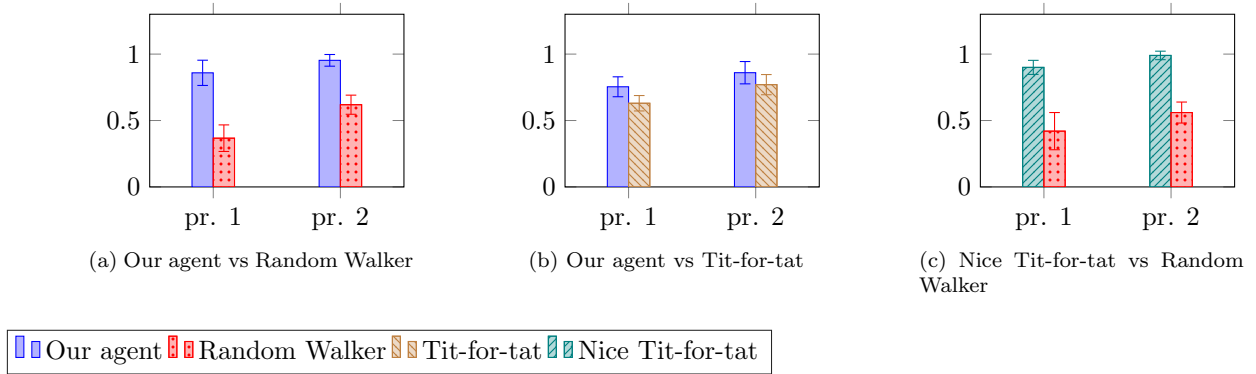 1
0.5
0
pr. 1 pr. 2
(a) Our agent vs Random Walker
1
0.5
0
pr. 1 pr. 2
(b) Our agent vs Tit-for-tat
1
0.5
0
pr. 1 pr. 2
(c) Nice Tit-for-tat vs Random
Walker
Our agent Random Walker Tit-for-tat Nice Tit-for-tat